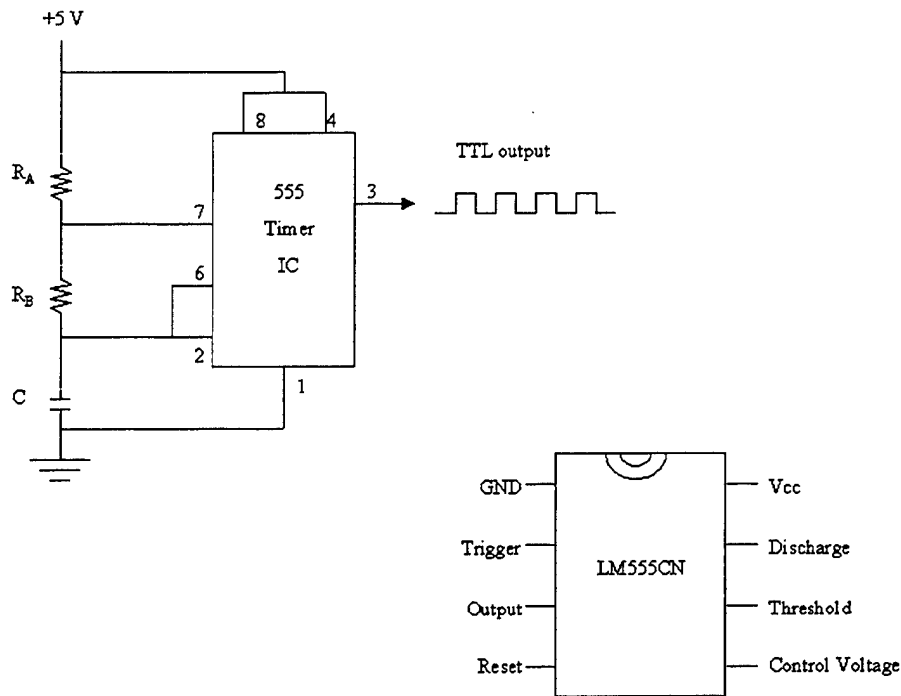 +5 V
8
4
TTL output
R_A
555
3
7
Timer
IC
6
R_B
2
C
1
GND
Vcc
Trigger
Discharge
LM555CN
Output
Threshold
Reset
Control Voltage